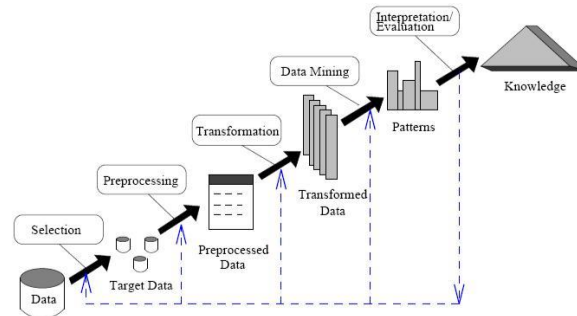 Interpretation/
Evaluation
Data Mining
Knowledge
Transformation
Patterns
Preprocessing
Transformed
Data
Selection
Preprocessed
Data
Target Data
Data